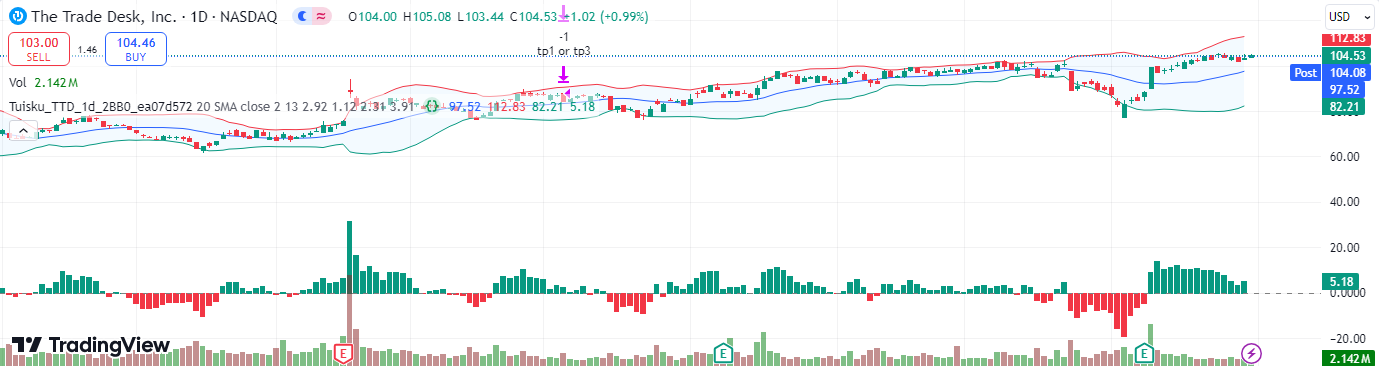 The Trade Desk, Inc. · 1D · NASDAQ O104.00 H105.08 L103.44 C104.53 +1.02 (+0.99%)
USD
103.00 SELL
1.46
104.46 BUY
-1
tp1 or tp3
Vol 2.142 M
Tuisku_TTD_1d_2BB0_ea07d572 20 SMA close 2 13 2.92 1.12 2.31 3.91 97.52 112.83 82.21 5.18
112.83
104.53
Post 104.08
97.52
82.21
60.00
40.00
20.00
5.18
0.0000
−20.00
2.142 M
E
E
E
TradingView